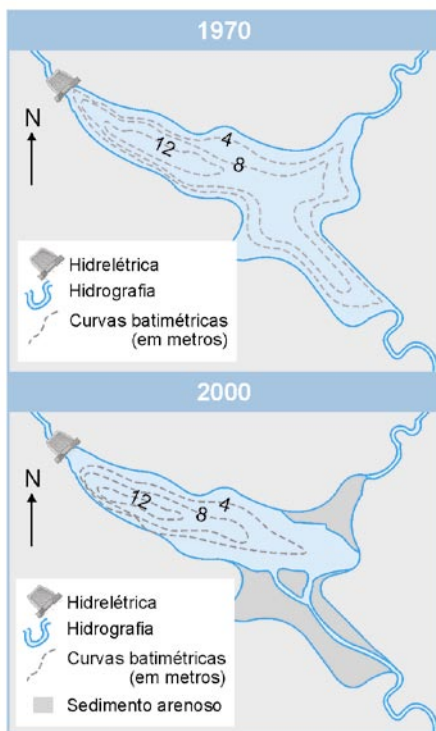 1970
N
12
4
8
Hidrelétrica
Hidrografia
Curvas batimétricas
(em metros)
2000
N
12
8
4
Hidrelétrica
Hidrografia
Curvas batimétricas
(em metros)
Sedimento arenoso